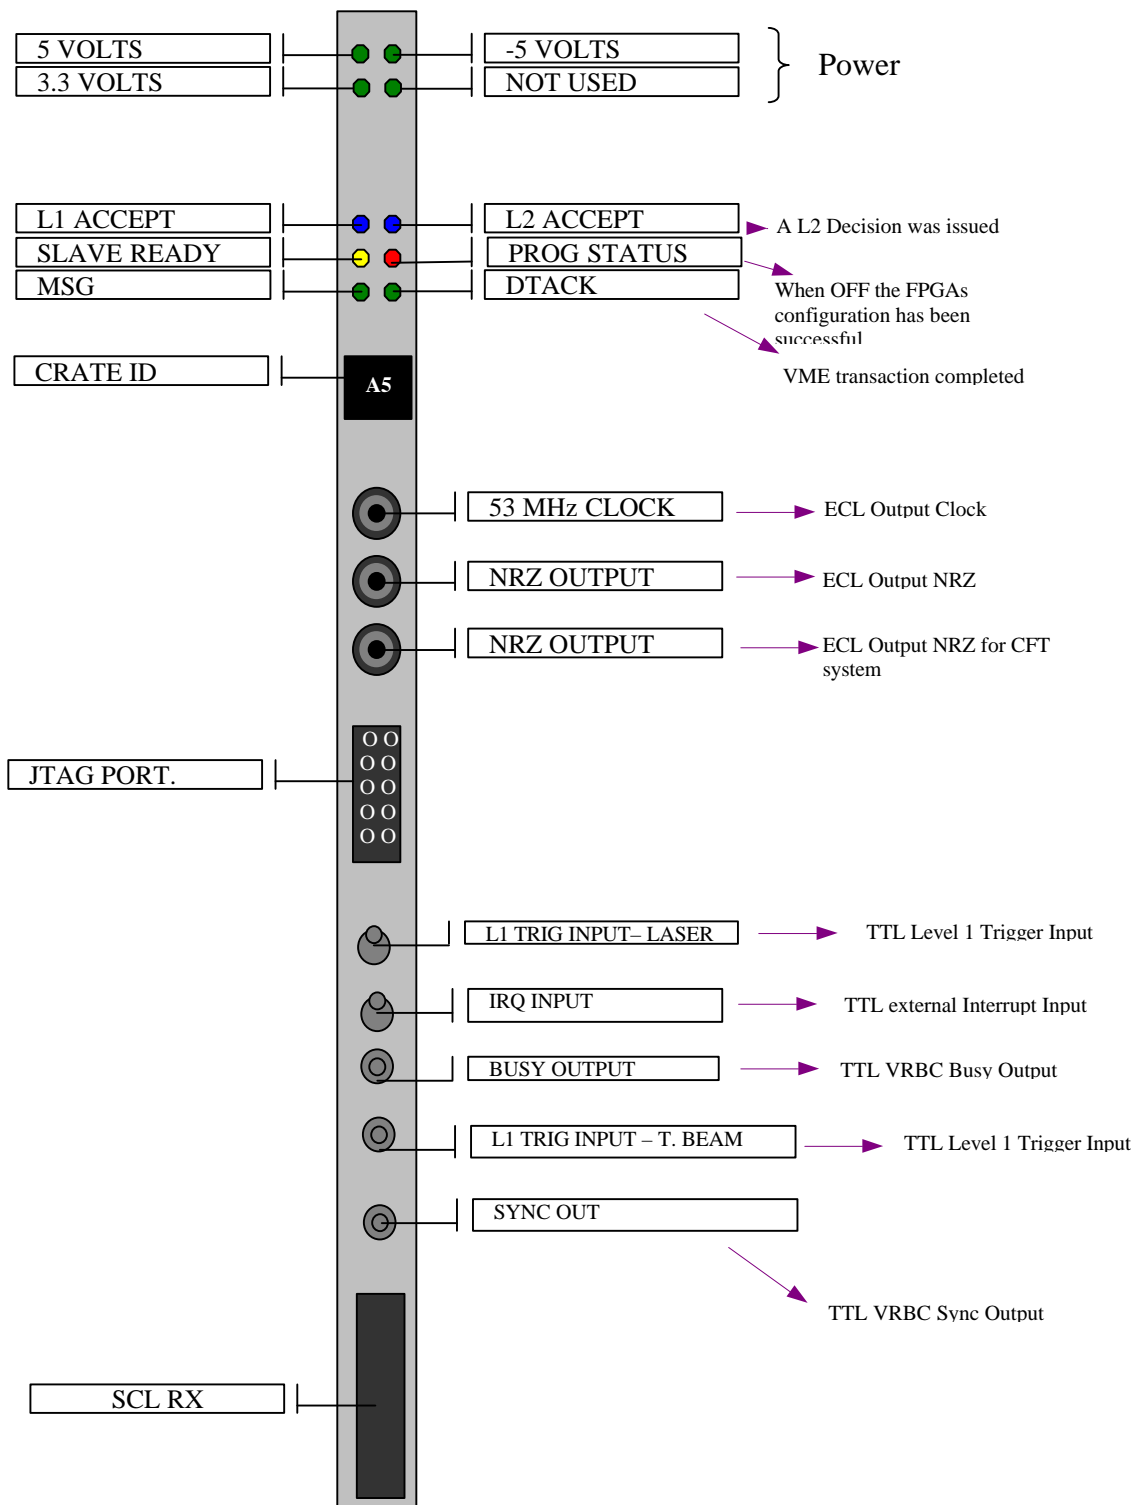 5 VOLTS
-5 VOLTS
Power
3.3 VOLTS
NOT USED
L1 ACCEPT
L2 ACCEPT
A L2 Decision was issued
SLAVE READY
PROG STATUS
MSG
DTACK
When OFF the FPGAs
configuration has been
successful
CRATE ID
A5
VME transaction completed
53 MHz CLOCK
ECL Output Clock
NRZ OUTPUT
ECL Output NRZ
NRZ OUTPUT
ECL Output NRZ for CFT
system
JTAG PORT.
O O
O O
O O
O O
O O
L1 TRIG INPUT– LASER
TTL Level 1 Trigger Input
IRQ INPUT
TTL external Interrupt Input
BUSY OUTPUT
TTL VRBC Busy Output
L1 TRIG INPUT – T. BEAM
TTL Level 1 Trigger Input
SYNC OUT
TTL VRBC Sync Output
SCL RX